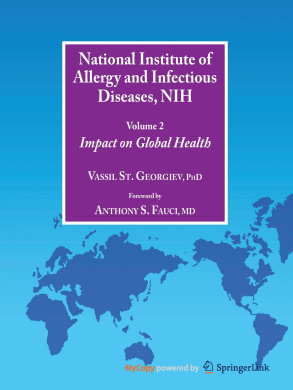 National Institute of
Allergy and Infectious
Diseases, NIH
Volume 2
Impact on Global Health
VASSIL ST. GEORGIEV, PHD
Foreword by
ANTHONY S. FAUCI, MD
MyCopy powered by SpringerLink